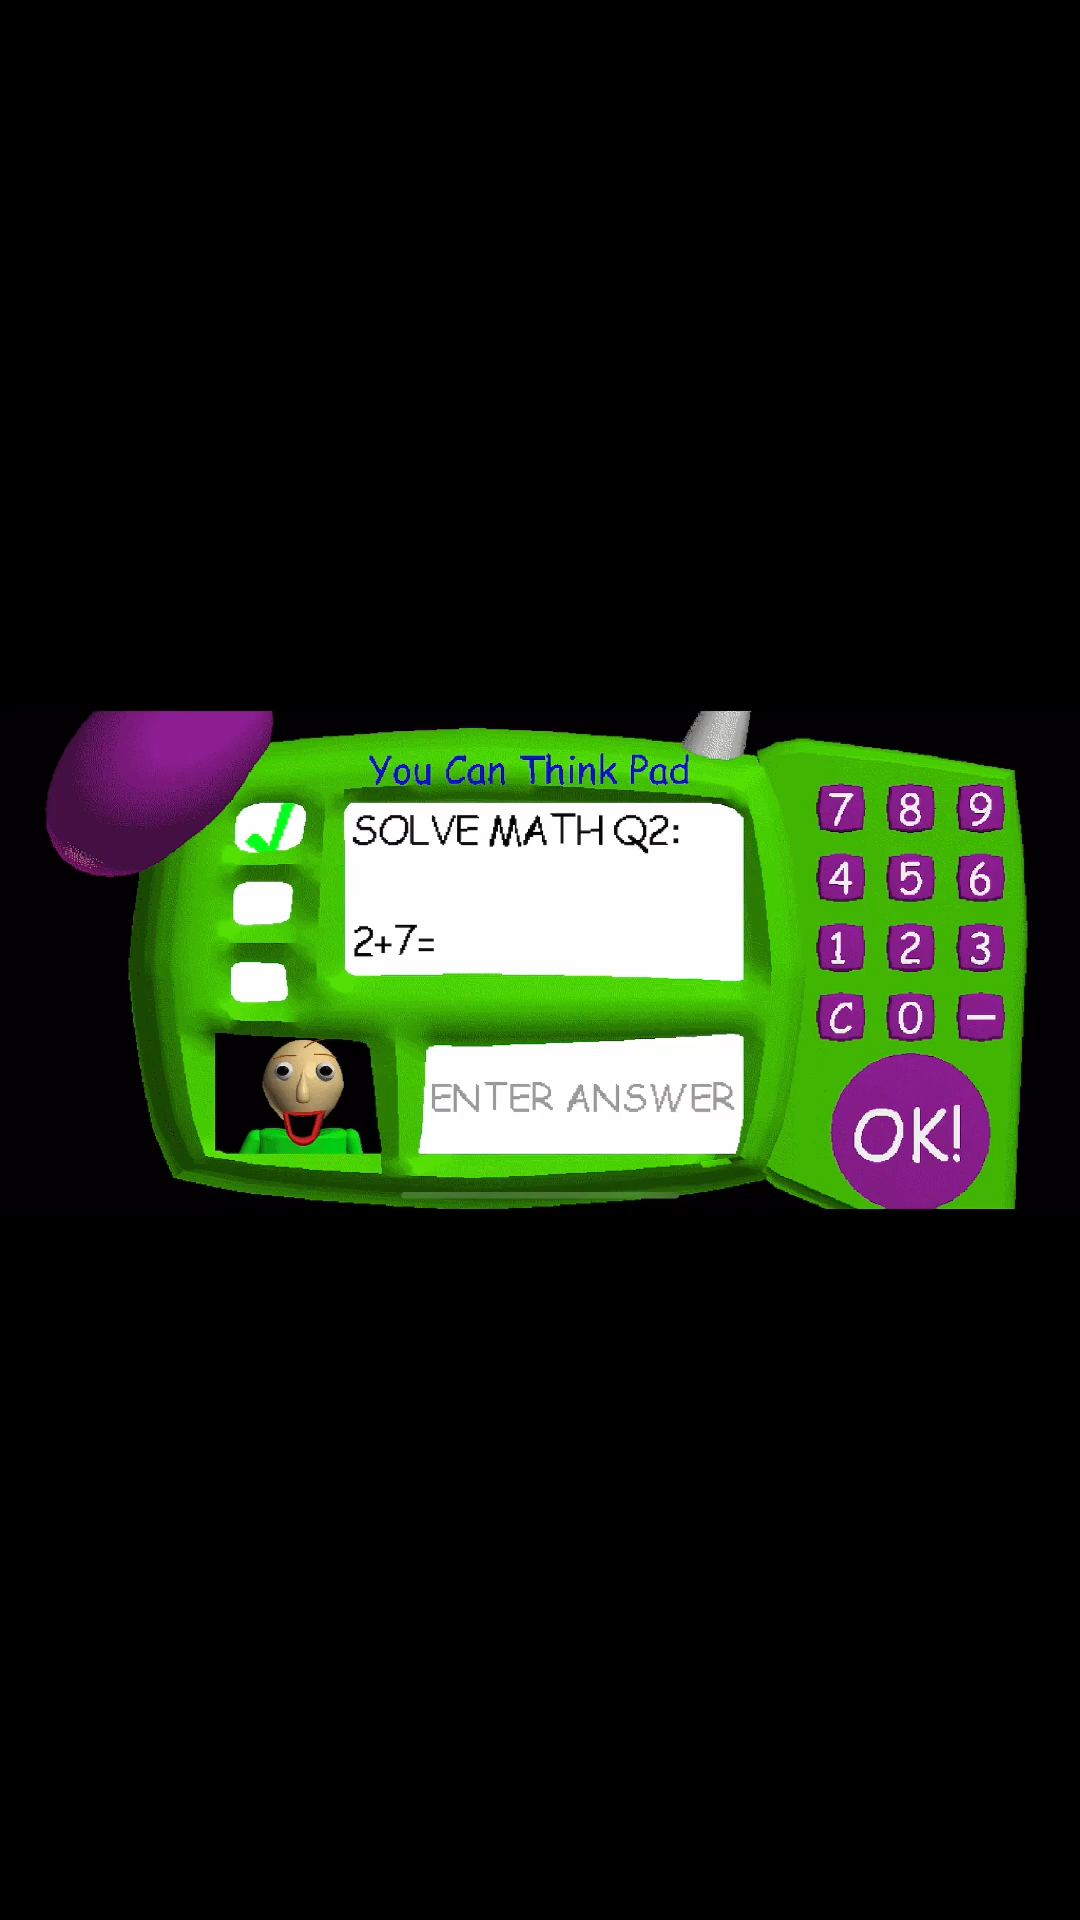 You Can Think Pad
SOLVE MATH Q2:
2+7=
ENTER ANSWER
7 8 9
4 5 6
1 2 3
C 0 –
OK!